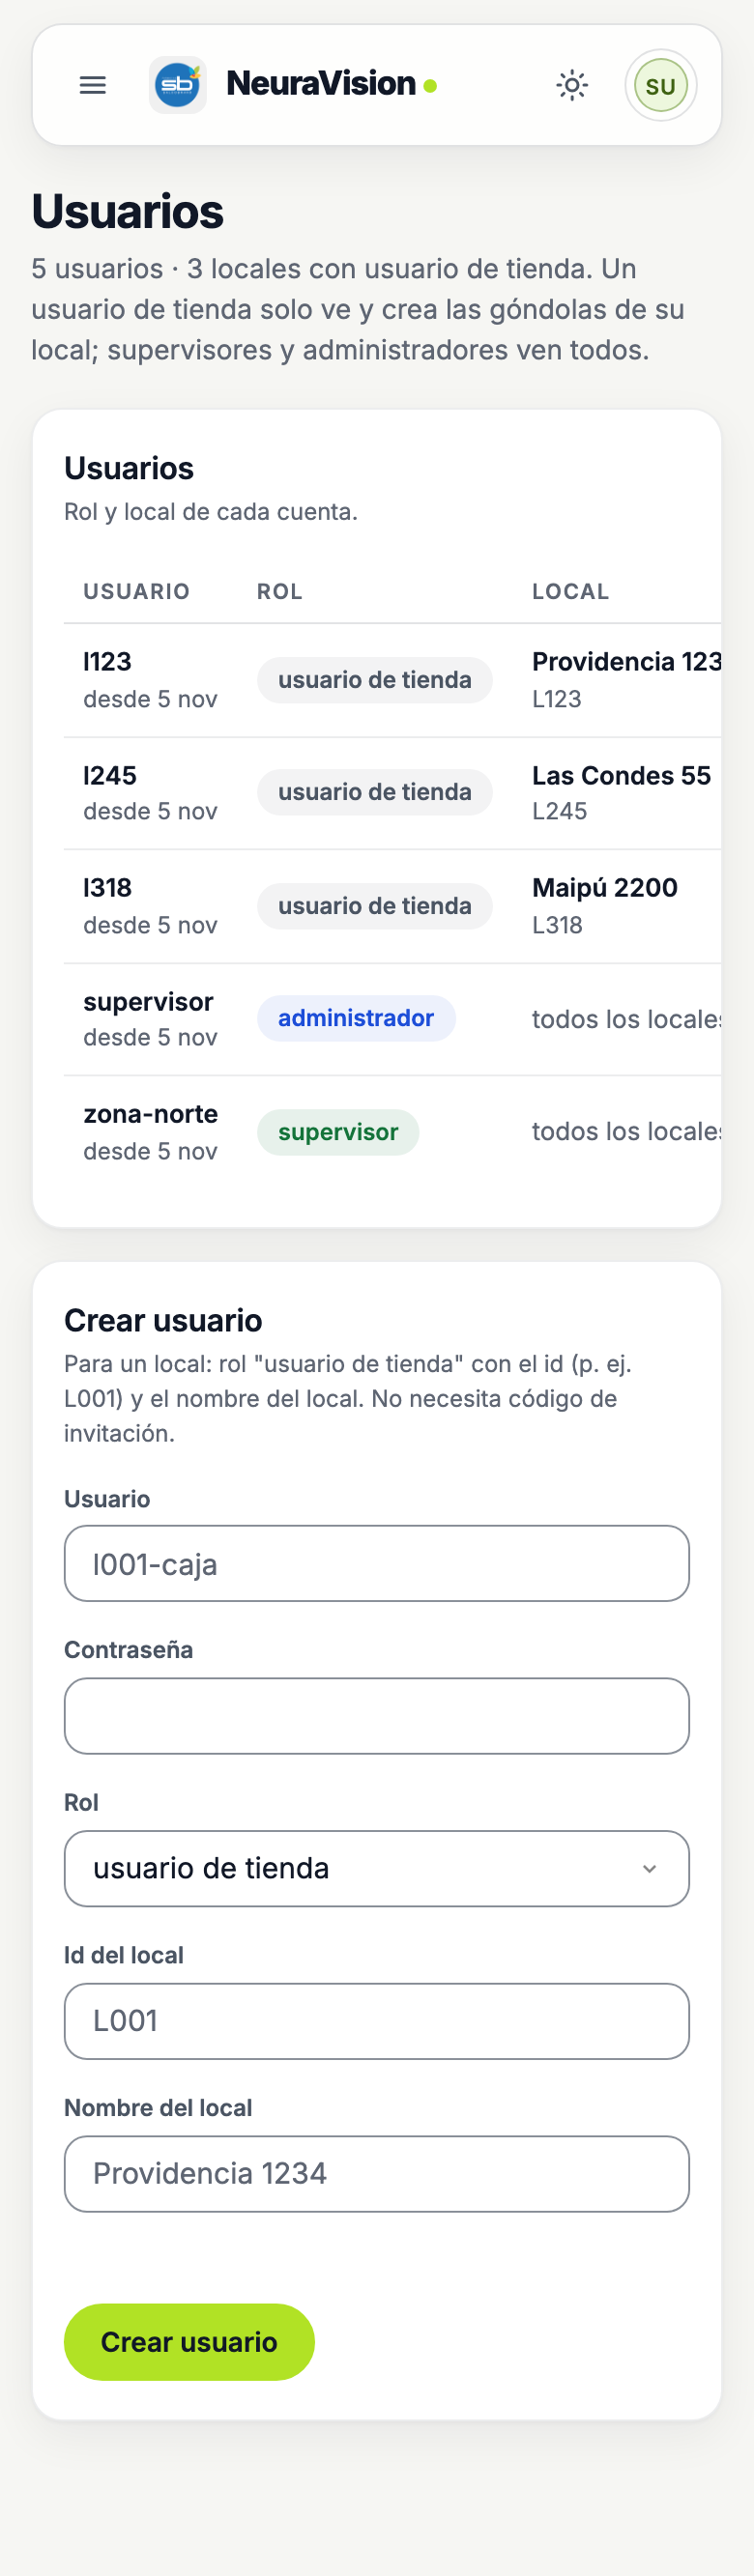 sb
NeuraVision
SU
Usuarios
5 usuarios · 3 locales con usuario de tienda. Un
usuario de tienda solo ve y crea las góndolas de su
local; supervisores y administradores ven todos.
Usuarios
Rol y local de cada cuenta.
USUARIO ROL LOCAL
l123 usuario de tienda Providencia 123
desde 5 nov L123
l245 usuario de tienda Las Condes 55
desde 5 nov L245
l318 usuario de tienda Maipú 2200
desde 5 nov L318
supervisor administrador todos los locales
desde 5 nov
zona-norte supervisor todos los locales
desde 5 nov
Crear usuario
Para un local: rol "usuario de tienda" con el id (p. ej.
L001) y el nombre del local. No necesita código de
invitación.
Usuario
l001-caja
Contraseña
Rol
usuario de tienda
Id del local
L001
Nombre del local
Providencia 1234
Crear usuario